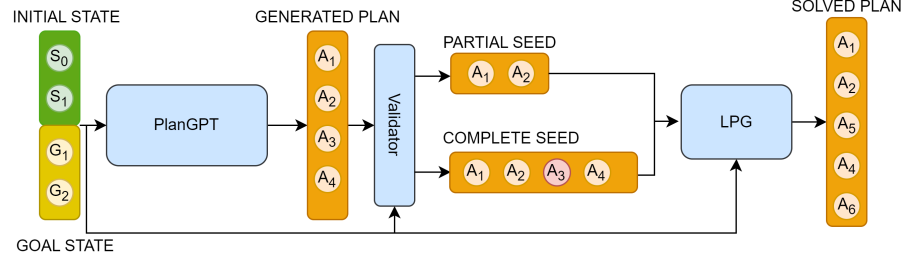 INITIAL STATE
S0
S1
G1
G2
GOAL STATE
PlanGPT
GENERATED PLAN
A1
A2
A3
A4
Validator
PARTIAL SEED
A1 A2
COMPLETE SEED
A1 A2 A3 A4
LPG
SOLVED PLAN
A1
A2
A5
A4
A6